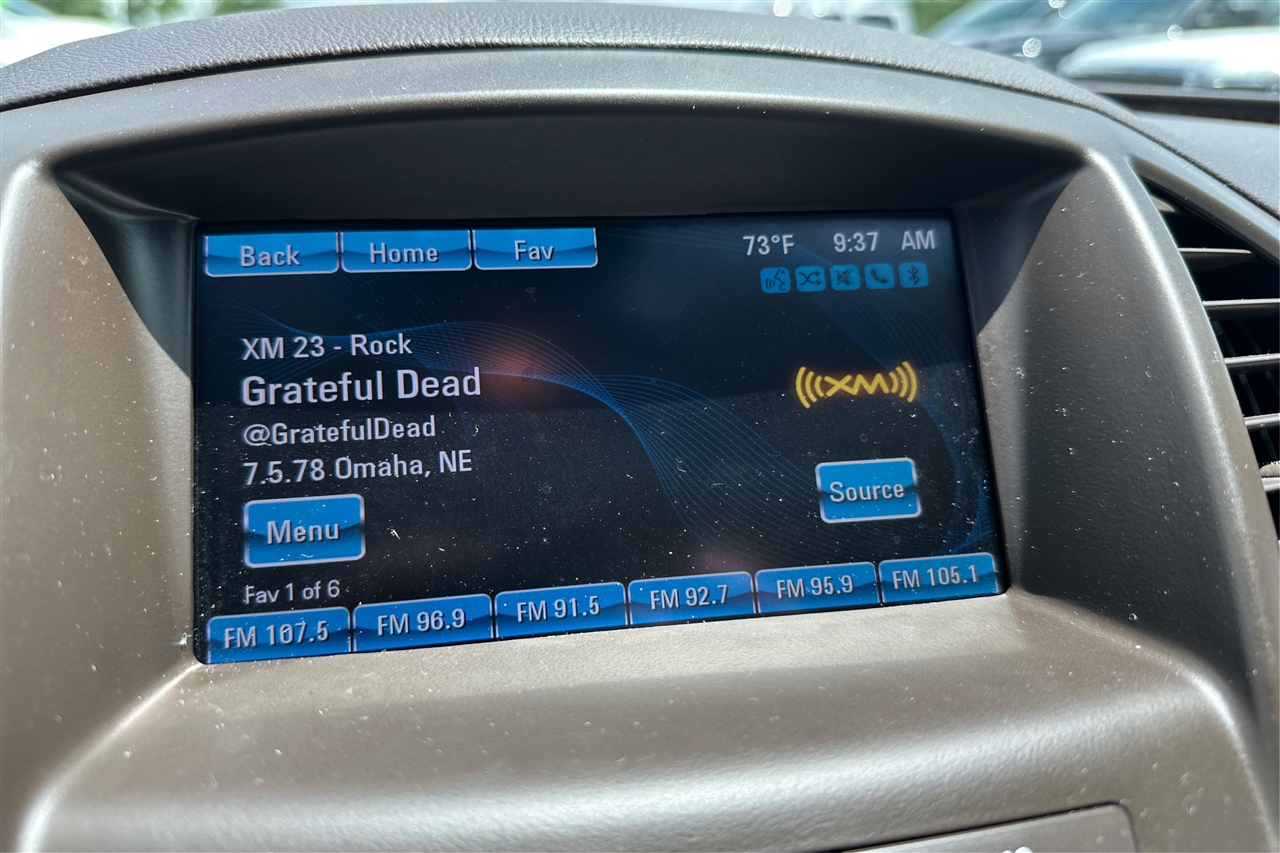 Back Home Fav 73°F 9:37 AM
XM 23 - Rock
Grateful Dead
@GratefulDead
7.5.78 Omaha, NE
XM
Source
Menu
Fav 1 of 6
FM 107.5 FM 96.9 FM 91.5 FM 92.7 FM 95.9 FM 105.1